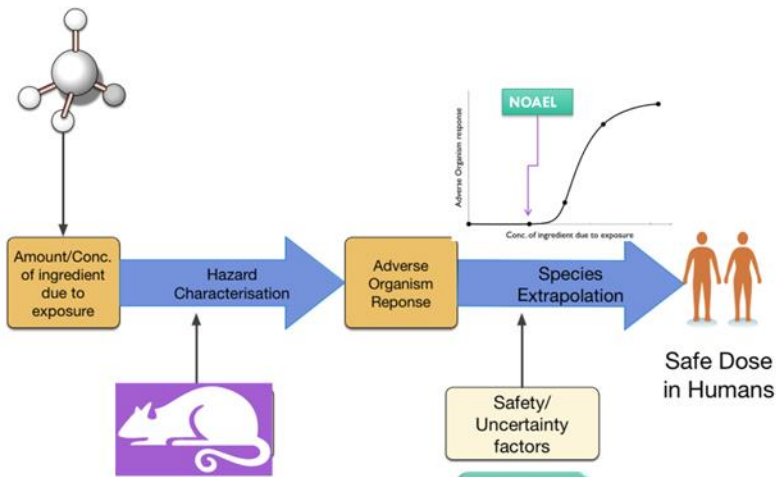 NOAEL
Adverse Organism response
Conc. of ingredient due to exposure
Amount/Conc.
of ingredient
due to
exposure
Hazard
Characterisation
Adverse
Organism
Reponse
Species
Extrapolation
Safe Dose
in Humans
Safety/
Uncertainty
factors